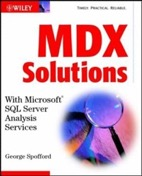 WILEY
TIMELY. PRACTICAL. RELIABLE.
MDX
Solutions
With Microsoft®
SQL Server
Analysis
Services
George Spofford